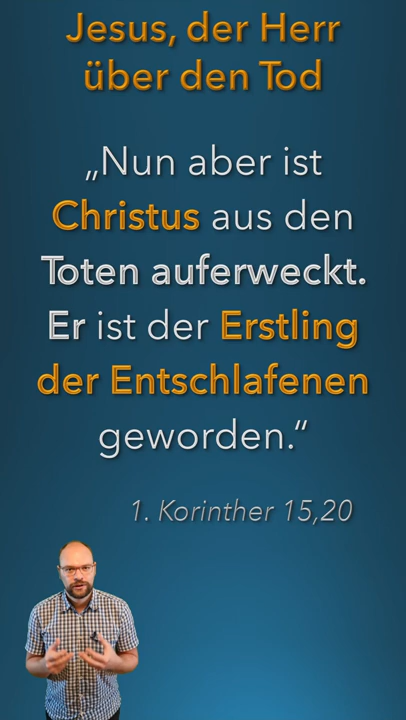 Jesus, der Herr
über den Tod
„Nun aber ist
Christus aus den
Toten auferweckt.
Er ist der Erstling
der Entschlafenen
geworden.“
1. Korinther 15,20